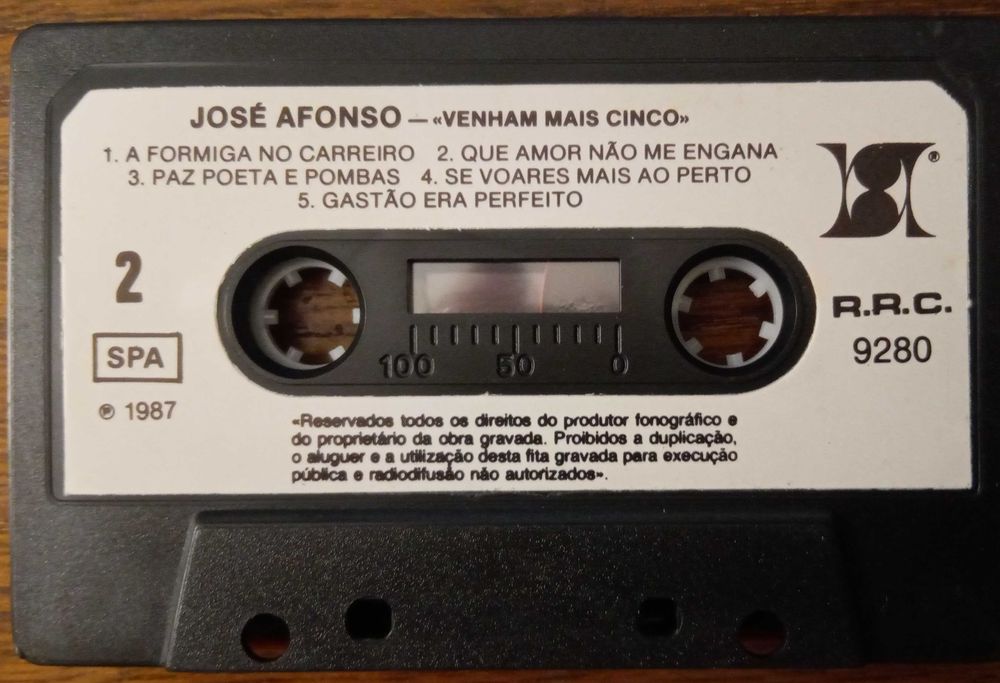 JOSÉ AFONSO — «VENHAM MAIS CINCO»
1. A FORMIGA NO CARREIRO 2. QUE AMOR NÃO ME ENGANA
3. PAZ POETA E POMBAS 4. SE VOARES MAIS AO PERTO
5. GASTÃO ERA PERFEITO
®
2
R.R.C.
9280
SPA
℗ 1987
100 50 0
«Reservados todos os direitos do produtor fonográfico e
do proprietário da obra gravada. Proibidos a duplicação,
o aluguer e a utilização desta fita gravada para execução
pública e radiodifusão não autorizados».